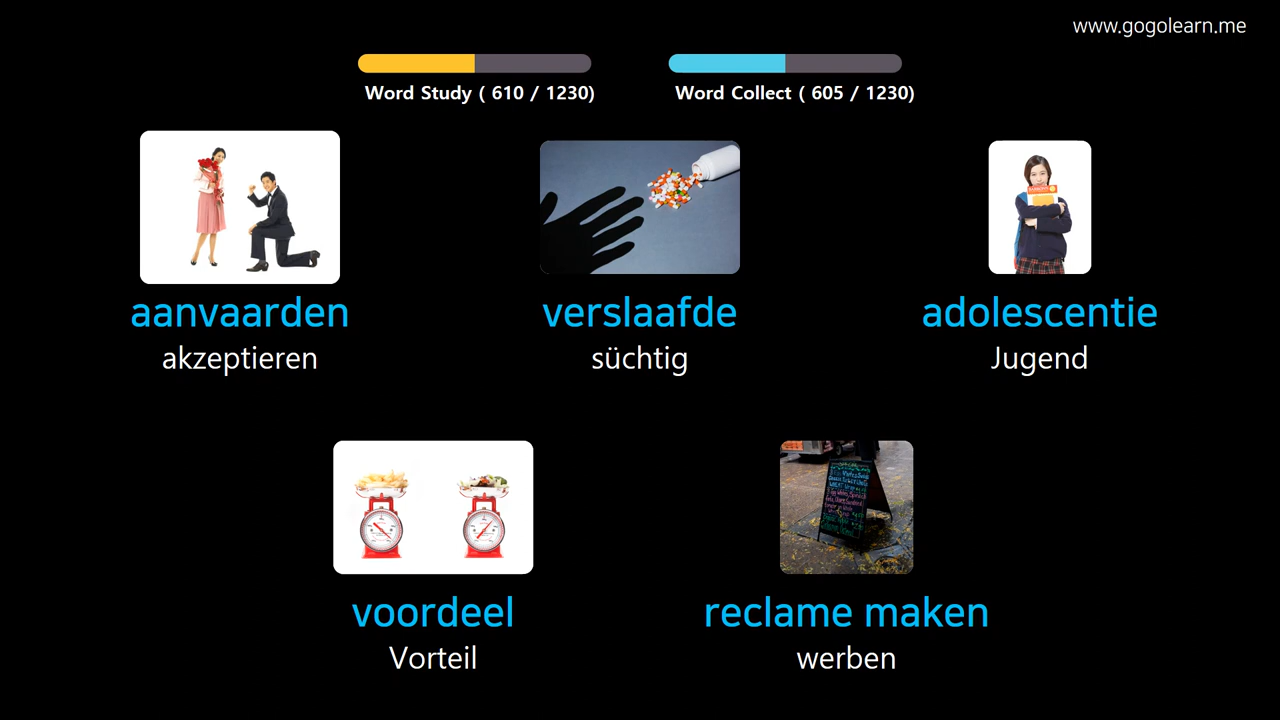 www.gogolearn.me
Word Study ( 610 / 1230)
Word Collect ( 605 / 1230)
aanvaarden
akzeptieren
verslaafde
süchtig
adolescentie
Jugend
voordeel
Vorteil
reclame maken
werben